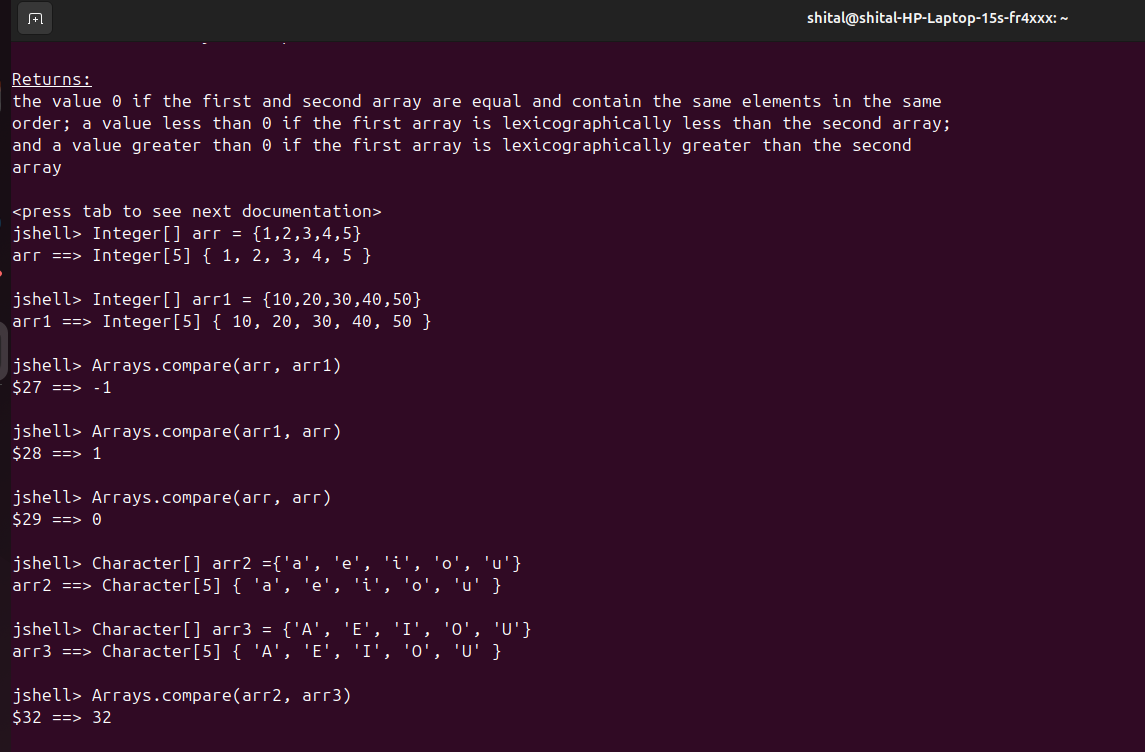 shital@shital-HP-Laptop-15s-fr4xxx: ~
Returns:
the value 0 if the first and second array are equal and contain the same elements in the same
order; a value less than 0 if the first array is lexicographically less than the second array;
and a value greater than 0 if the first array is lexicographically greater than the second
array
<press tab to see next documentation>
jshell> Integer[] arr = {1,2,3,4,5}
arr ==> Integer[5] { 1, 2, 3, 4, 5 }
jshell> Integer[] arr1 = {10,20,30,40,50}
arr1 ==> Integer[5] { 10, 20, 30, 40, 50 }
jshell> Arrays.compare(arr, arr1)
$27 ==> -1
jshell> Arrays.compare(arr1, arr)
$28 ==> 1
jshell> Arrays.compare(arr, arr)
$29 ==> 0
jshell> Character[] arr2 ={'a', 'e', 'i', 'o', 'u'}
arr2 ==> Character[5] { 'a', 'e', 'i', 'o', 'u' }
jshell> Character[] arr3 = {'A', 'E', 'I', 'O', 'U'}
arr3 ==> Character[5] { 'A', 'E', 'I', 'O', 'U' }
jshell> Arrays.compare(arr2, arr3)
$32 ==> 32